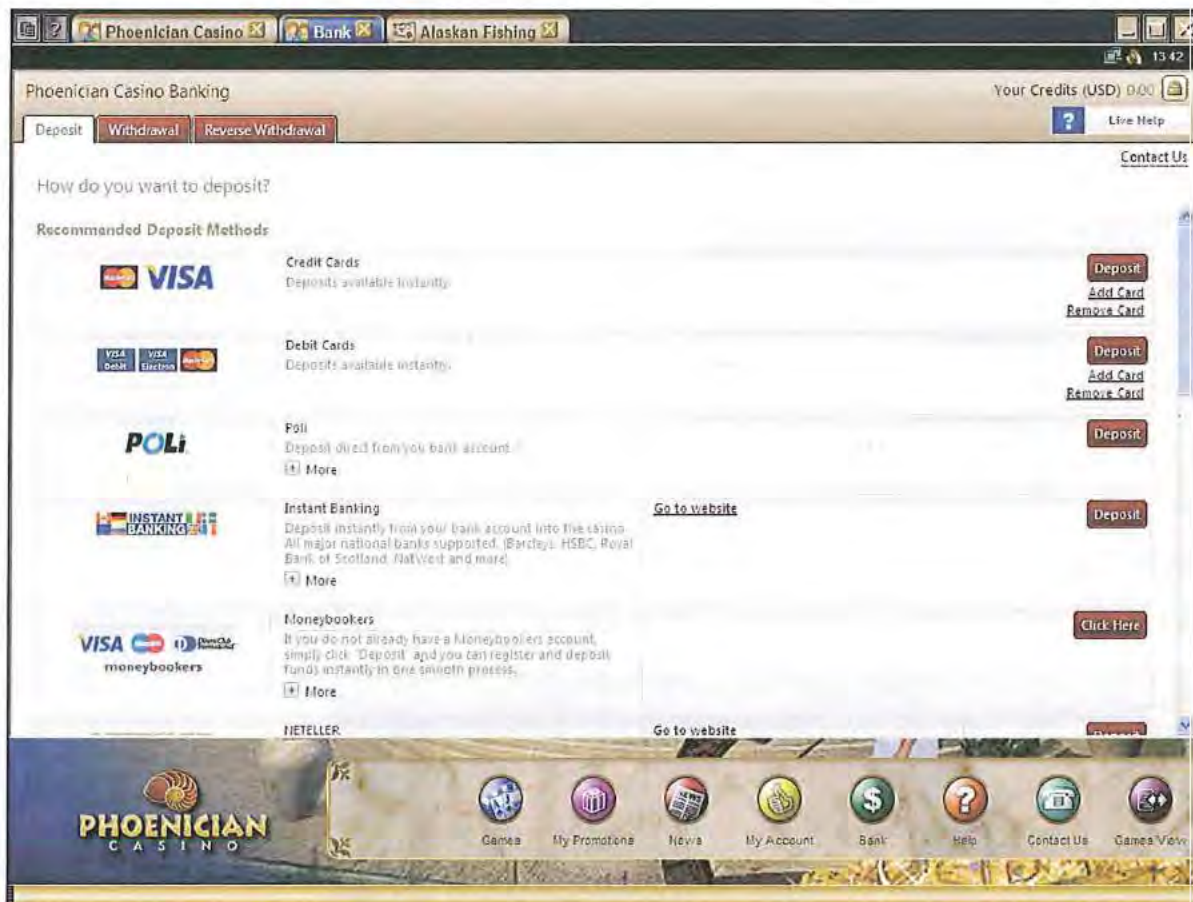 Phoenician Casino
Bank
Alaskan Fishing
13:42
Phoenician Casino Banking
Your Credits (USD) 0.00
Deposit
Withdrawal
Reverse Withdrawal
?
Live Help
Contact Us
How do you want to deposit?
Recommended Deposit Methods
VISA
Credit Cards
Deposits available instantly.
Deposit
Add Card
Remove Card
VISA Debit
VISA Electron
Debit Cards
Deposits available instantly.
Deposit
Add Card
Remove Card
POLi
Poli
Deposit direct from you bank account.
More
Deposit
INSTANT BANKING
Instant Banking
Deposit instantly from your bank account into the casino.
All major national banks supported. (Barclays, HSBC, Royal
Bank of Scotland, NatWest and more)
More
Go to website
Deposit
VISA
moneybookers
Moneybookers
If you do not already have a Moneybookers account,
simply click "Deposit" and you can register and deposit
funds instantly in one smooth process.
More
Click Here
NETELLER
Go to website
PHOENICIAN
CASINO
Games
My Promotions
News
My Account
Bank
Help
Contact Us
Games View